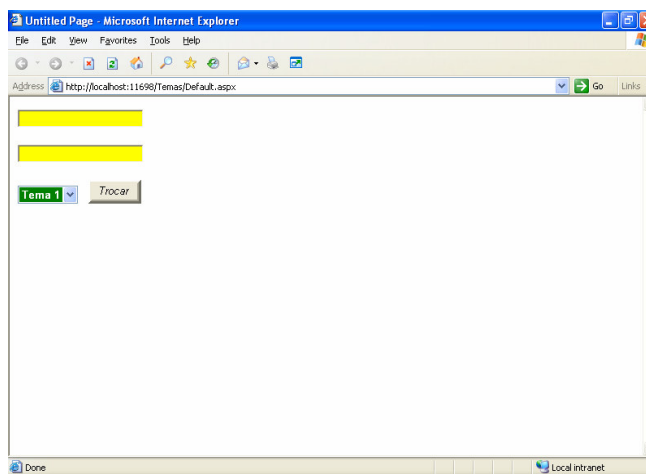 Untitled Page - Microsoft Internet Explorer
File Edit View Favorites Tools Help
Address http://localhost:11698/Temas/Default.aspx Go Links
Tema 1 Trocar
Done Local intranet